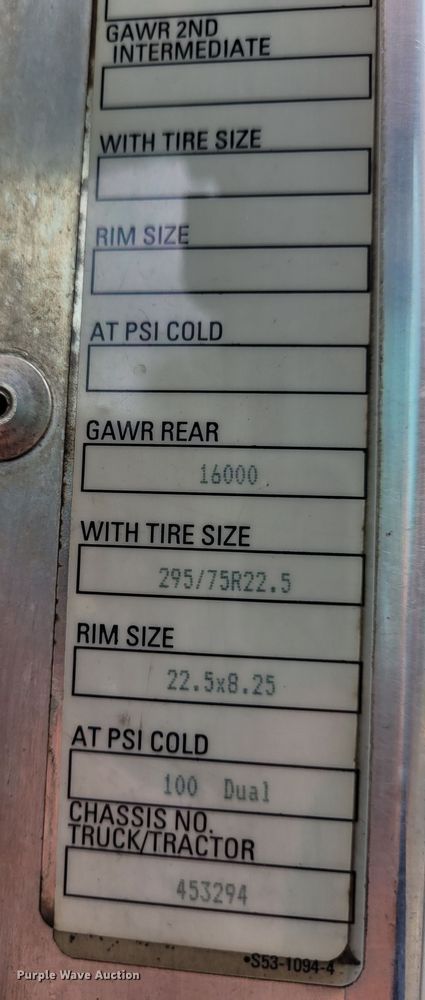 GAWR 2ND
INTERMEDIATE
WITH TIRE SIZE
RIM SIZE
AT PSI COLD
GAWR REAR
16000
WITH TIRE SIZE
295/75R22.5
RIM SIZE
22.5x8.25
AT PSI COLD
100 Dual
CHASSIS NO.
TRUCK/TRACTOR
453294
•S53-1094-4
Purple Wave Auction